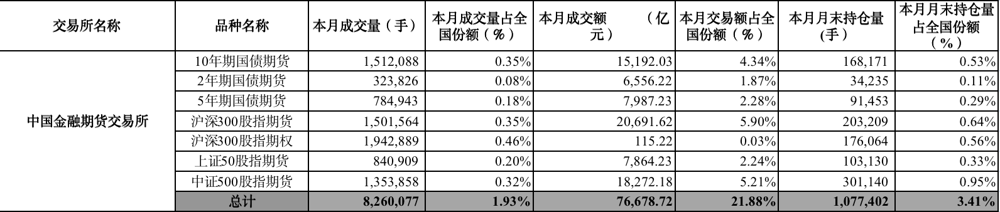 交易所名称 品种名称 本月成交量（手） 本月成交量占全国份额（%） 本月成交额（亿元） 本月交易额占全国份额（%） 本月月末持仓量(手） 本月月末持仓量占全国份额（%）
中国金融期货交易所
10年期国债期货 1,512,088 0.35% 15,192.03 4.34% 168,171 0.53%
2年期国债期货 323,826 0.08% 6,556.22 1.87% 34,235 0.11%
5年期国债期货 784,943 0.18% 7,987.23 2.28% 91,453 0.29%
沪深300股指期货 1,501,564 0.35% 20,691.62 5.90% 203,209 0.64%
沪深300股指期权 1,942,889 0.46% 115.22 0.03% 176,064 0.56%
上证50股指期货 840,909 0.20% 7,864.23 2.24% 103,130 0.33%
中证500股指期货 1,353,858 0.32% 18,272.18 5.21% 301,140 0.95%
总计 8,260,077 1.93% 76,678.72 21.88% 1,077,402 3.41%